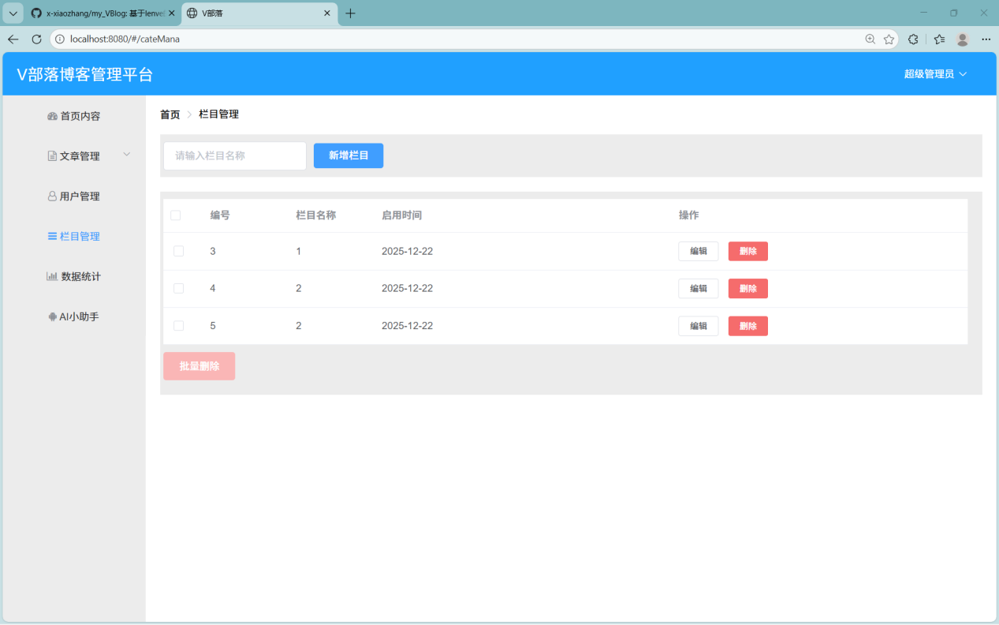 x-xiaozhang/my_VBlog: 基于lenve
V部落
localhost:8080/#/cateMana
V部落博客管理平台
超级管理员
首页内容
文章管理
用户管理
栏目管理
数据统计
AI小助手
首页 > 栏目管理
请输入栏目名称 新增栏目
编号 栏目名称 启用时间 操作
3 1 2025-12-22 编辑 删除
4 2 2025-12-22 编辑 删除
5 2 2025-12-22 编辑 删除
批量删除